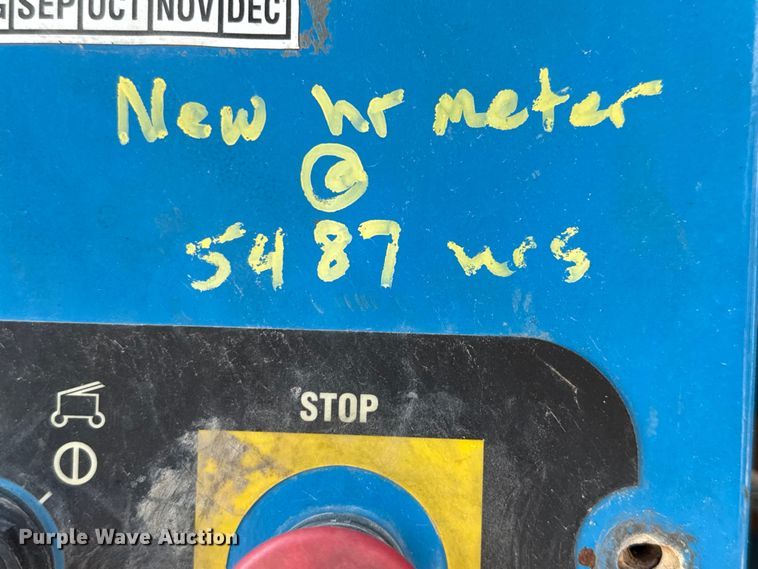 SEP OCT NOV DEC
New hr meter
@
5487 hrs
STOP
Purple Wave Auction